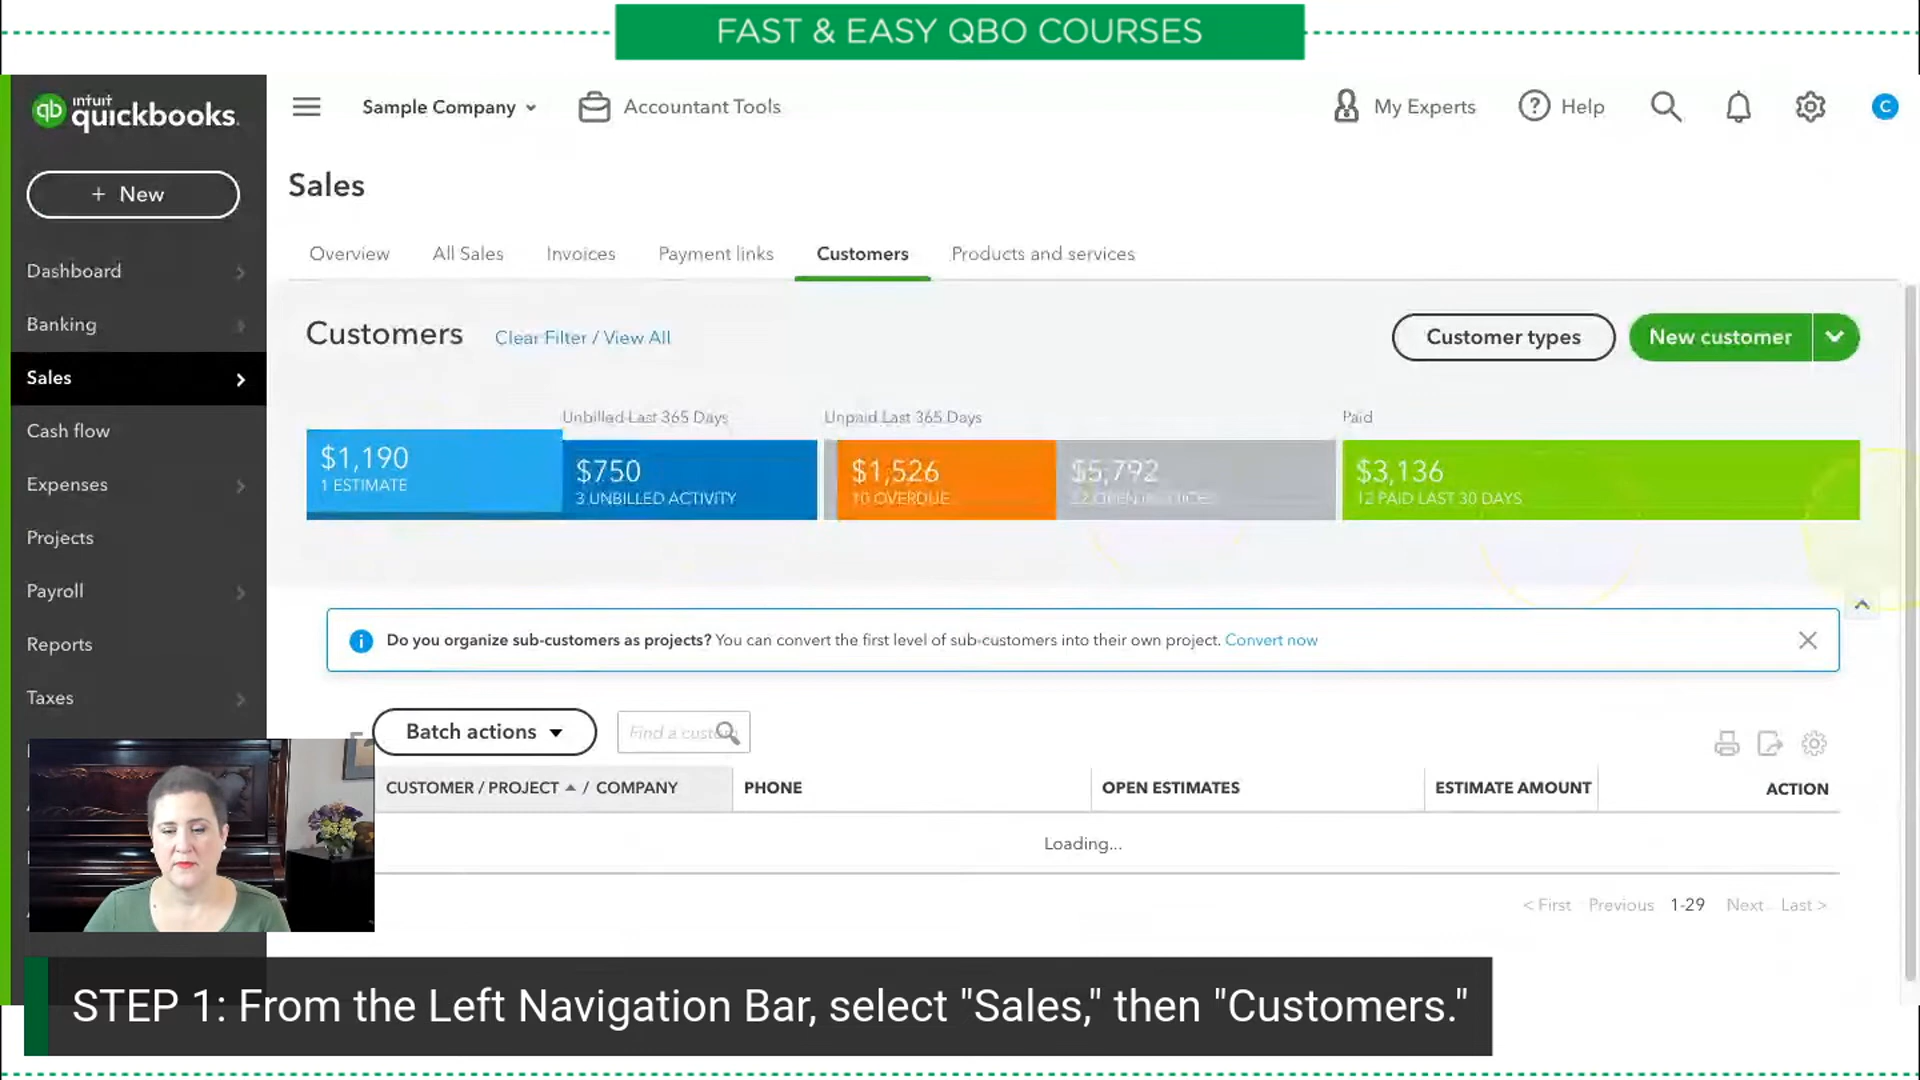 FAST & EASY QBO COURSES
intuit
qb quickbooks.
Sample Company
Accountant Tools
My Experts
Help
C
+ New
Sales
Overview
All Sales
Invoices
Payment links
Customers
Products and services
Dashboard
Banking
Sales
Cash flow
Expenses
Projects
Payroll
Reports
Taxes
Customers
Clear Filter / View All
Customer types
New customer
Unbilled Last 365 Days
Unpaid Last 365 Days
Paid
$1,190
1 ESTIMATE
$750
3 UNBILLED ACTIVITY
$1,526
10 OVERDUE
$5,792
$3,136
12 PAID LAST 30 DAYS
Do you organize sub-customers as projects? You can convert the first level of sub-customers into their own project. Convert now
Batch actions
Find a custo
CUSTOMER / PROJECT / COMPANY
PHONE
OPEN ESTIMATES
ESTIMATE AMOUNT
ACTION
Loading...
< First Previous 1-29 Next Last >
STEP 1: From the Left Navigation Bar, select "Sales," then "Customers."